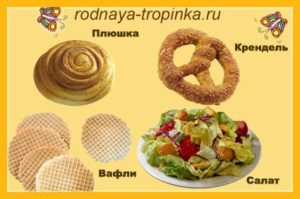 rodnaya-tropinka.ru
Плюшка
Крендель
Вафли
Салат